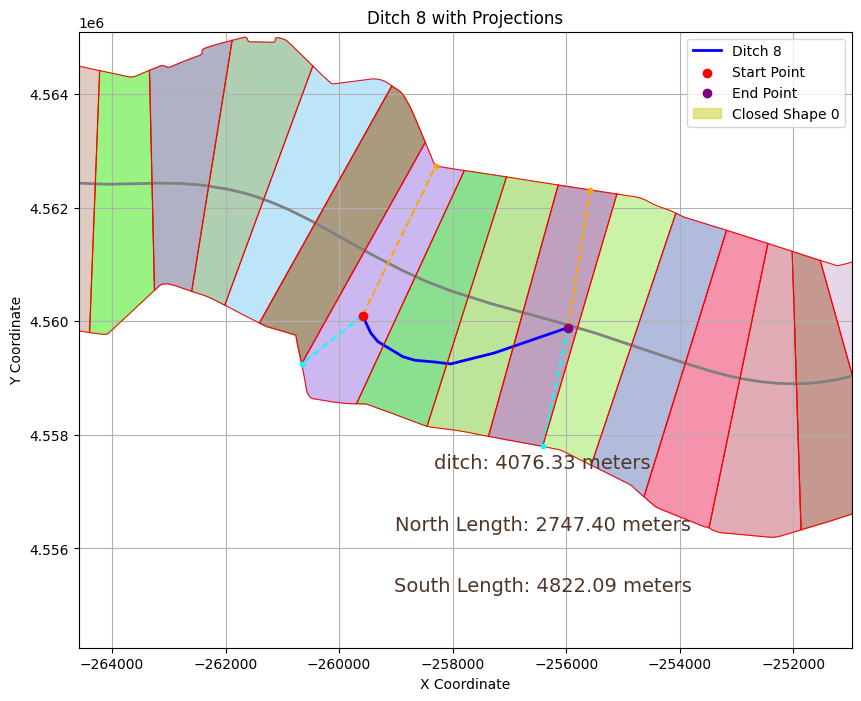 Ditch 8 with Projections
1e6
Ditch 8
Start Point
End Point
Closed Shape 0
4.564
4.562
4.560
4.558
4.556
Y Coordinate
ditch: 4076.33 meters
North Length: 2747.40 meters
South Length: 4822.09 meters
−264000 −262000 −260000 −258000 −256000 −254000 −252000
X Coordinate